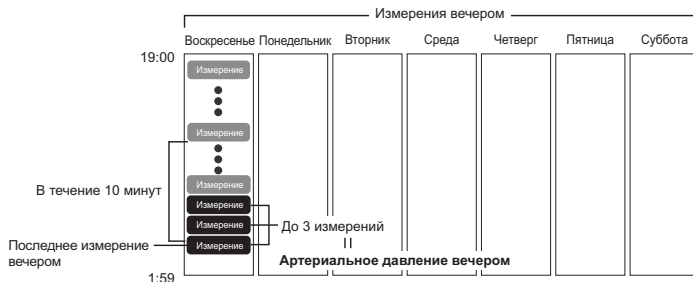 Измерения вечером
Воскресенье Понедельник Вторник Среда Четверг Пятница Суббота
19:00
Измерение
Измерение
Измерение
В течение 10 минут
Измерение
Измерение
До 3 измерений
Измерение
Последнее измерение
вечером
Артериальное давление вечером
1:59